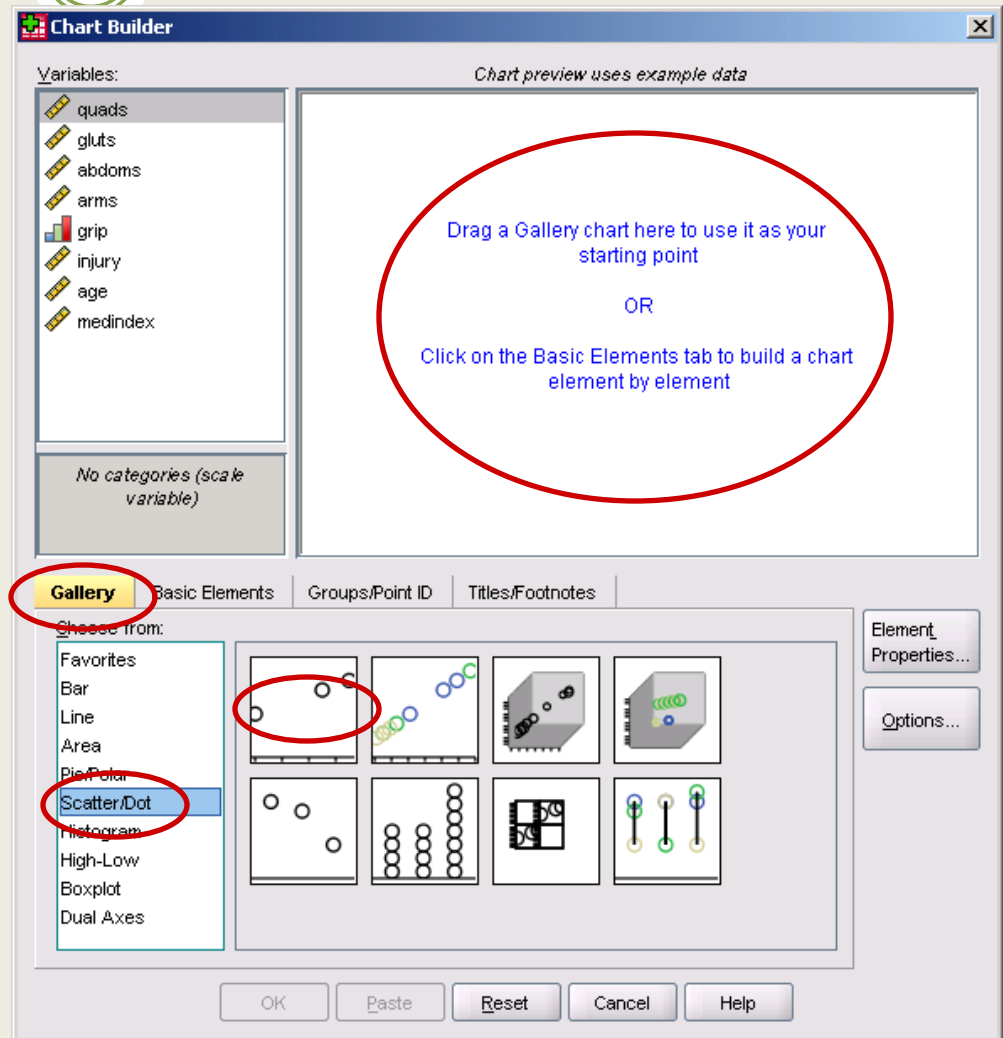 Chart Builder
Variables:
Chart preview uses example data
quads
gluts
abdoms
arms
grip
injury
age
medindex
Drag a Gallery chart here to use it as your
starting point
OR
Click on the Basic Elements tab to build a chart
element by element
No categories (scale
variable)
Gallery
Basic Elements
Groups/Point ID
Titles/Footnotes
Choose from:
Favorites
Bar
Line
Area
Pie/Polar
Scatter/Dot
Histogram
High-Low
Boxplot
Dual Axes
Element
Properties...
Options...
OK
Paste
Reset
Cancel
Help